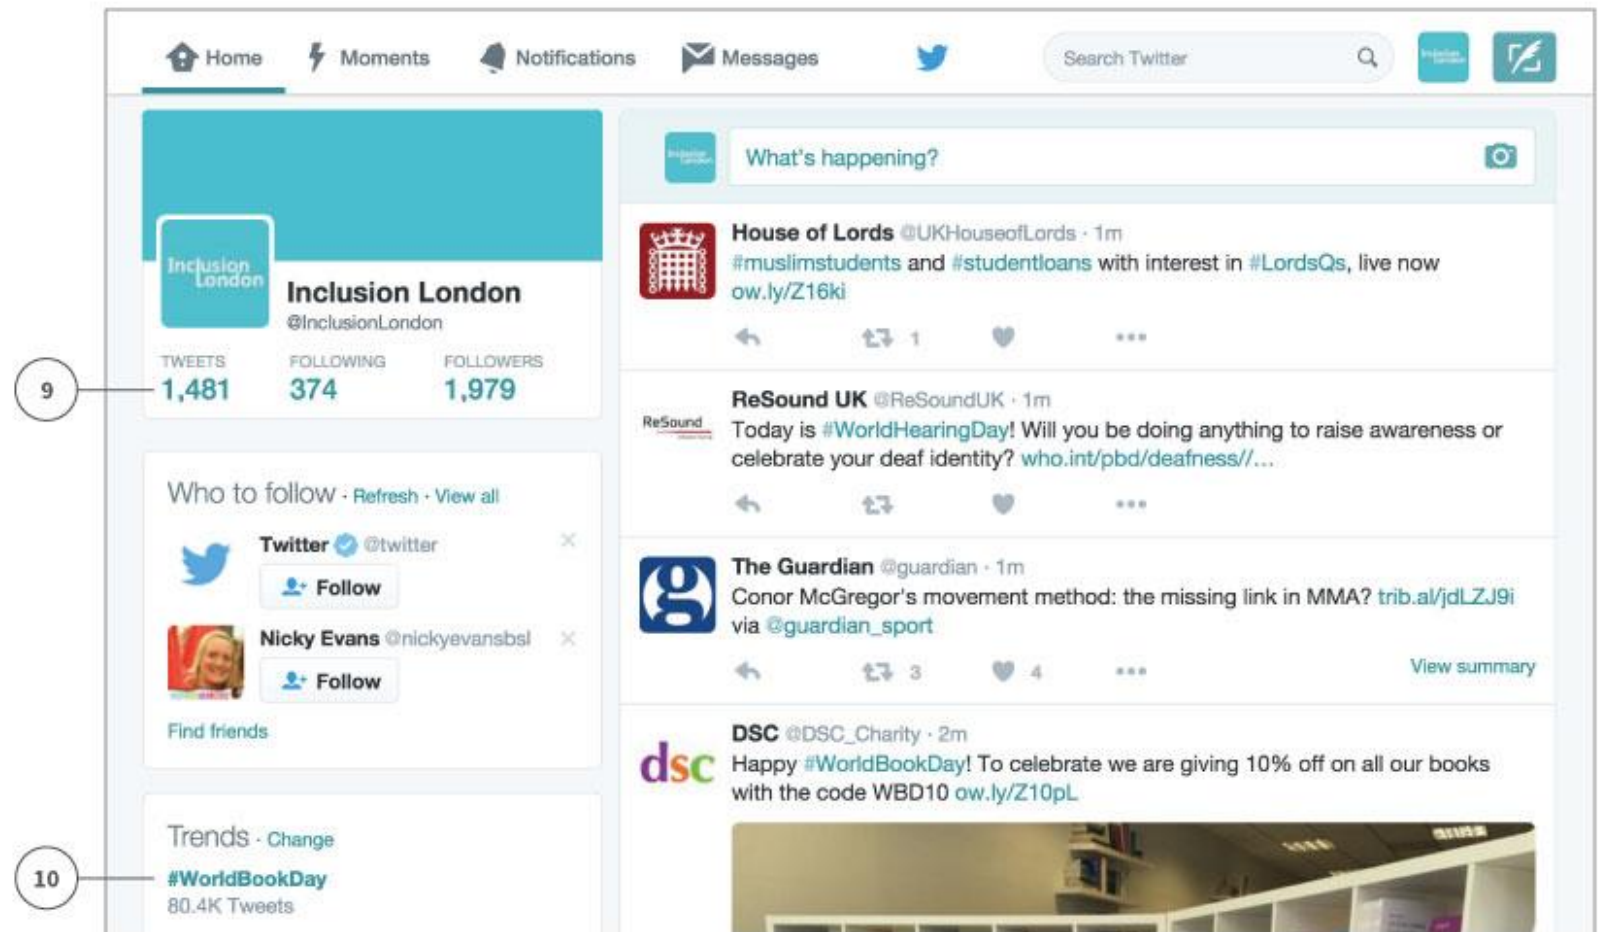 Home
Moments
Notifications
Messages
Search Twitter
Inclusion
London
Inclusion London
@InclusionLondon
TWEETS
FOLLOWING
FOLLOWERS
1,481
374
1,979
9
Who to follow · Refresh · View all
Twitter @twitter
Follow
Nicky Evans @nickyevansbsl
Follow
Find friends
Trends · Change
10
#WorldBookDay
80.4K Tweets
What's happening?
House of Lords @UKHouseofLords · 1m
#muslimstudents and #studentloans with interest in #LordsQs, live now
ow.ly/Z16ki
1
ReSound
ReSound UK @ReSoundUK · 1m
Today is #WorldHearingDay! Will you be doing anything to raise awareness or
celebrate your deaf identity? who.int/pbd/deafness//…
g
The Guardian @guardian · 1m
Conor McGregor's movement method: the missing link in MMA? trib.al/jdLZJ9i
via @guardian_sport
3
4
View summary
dsc
DSC @DSC_Charity · 2m
Happy #WorldBookDay! To celebrate we are giving 10% off on all our books
with the code WBD10 ow.ly/Z10pL